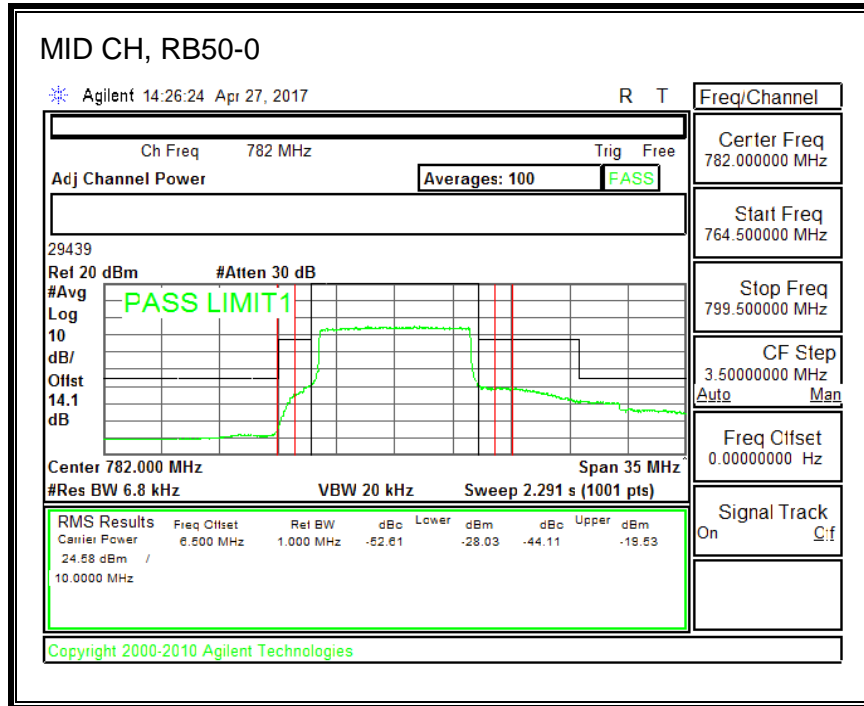 MID CH, RB50-0
Agilent 14:26:24 Apr 27, 2017 R T
Freq/Channel
Ch Freq 782 MHz Trig Free
Adj Channel Power Averages: 100 PASS
29439
Ref 20 dBm #Atten 30 dB
#Avg
Log
10
dB/
Offst
14.1
dB
PASS LIMIT1
Center 782.000 MHz Span 35 MHz
#Res BW 6.8 kHz VBW 20 kHz Sweep 2.291 s (1001 pts)
RMS Results Freq Offset Ref BW dBc Lower dBm dBc Upper dBm
Carrier Power 6.500 MHz 1.000 MHz -52.61 -28.03 -44.11 -19.53
24.58 dBm /
10.0000 MHz
Copyright 2000-2010 Agilent Technologies
Center Freq
782.000000 MHz
Start Freq
764.500000 MHz
Stop Freq
799.500000 MHz
CF Step
3.50000000 MHz
Auto Man
Freq Offset
0.00000000 Hz
Signal Track
On Off